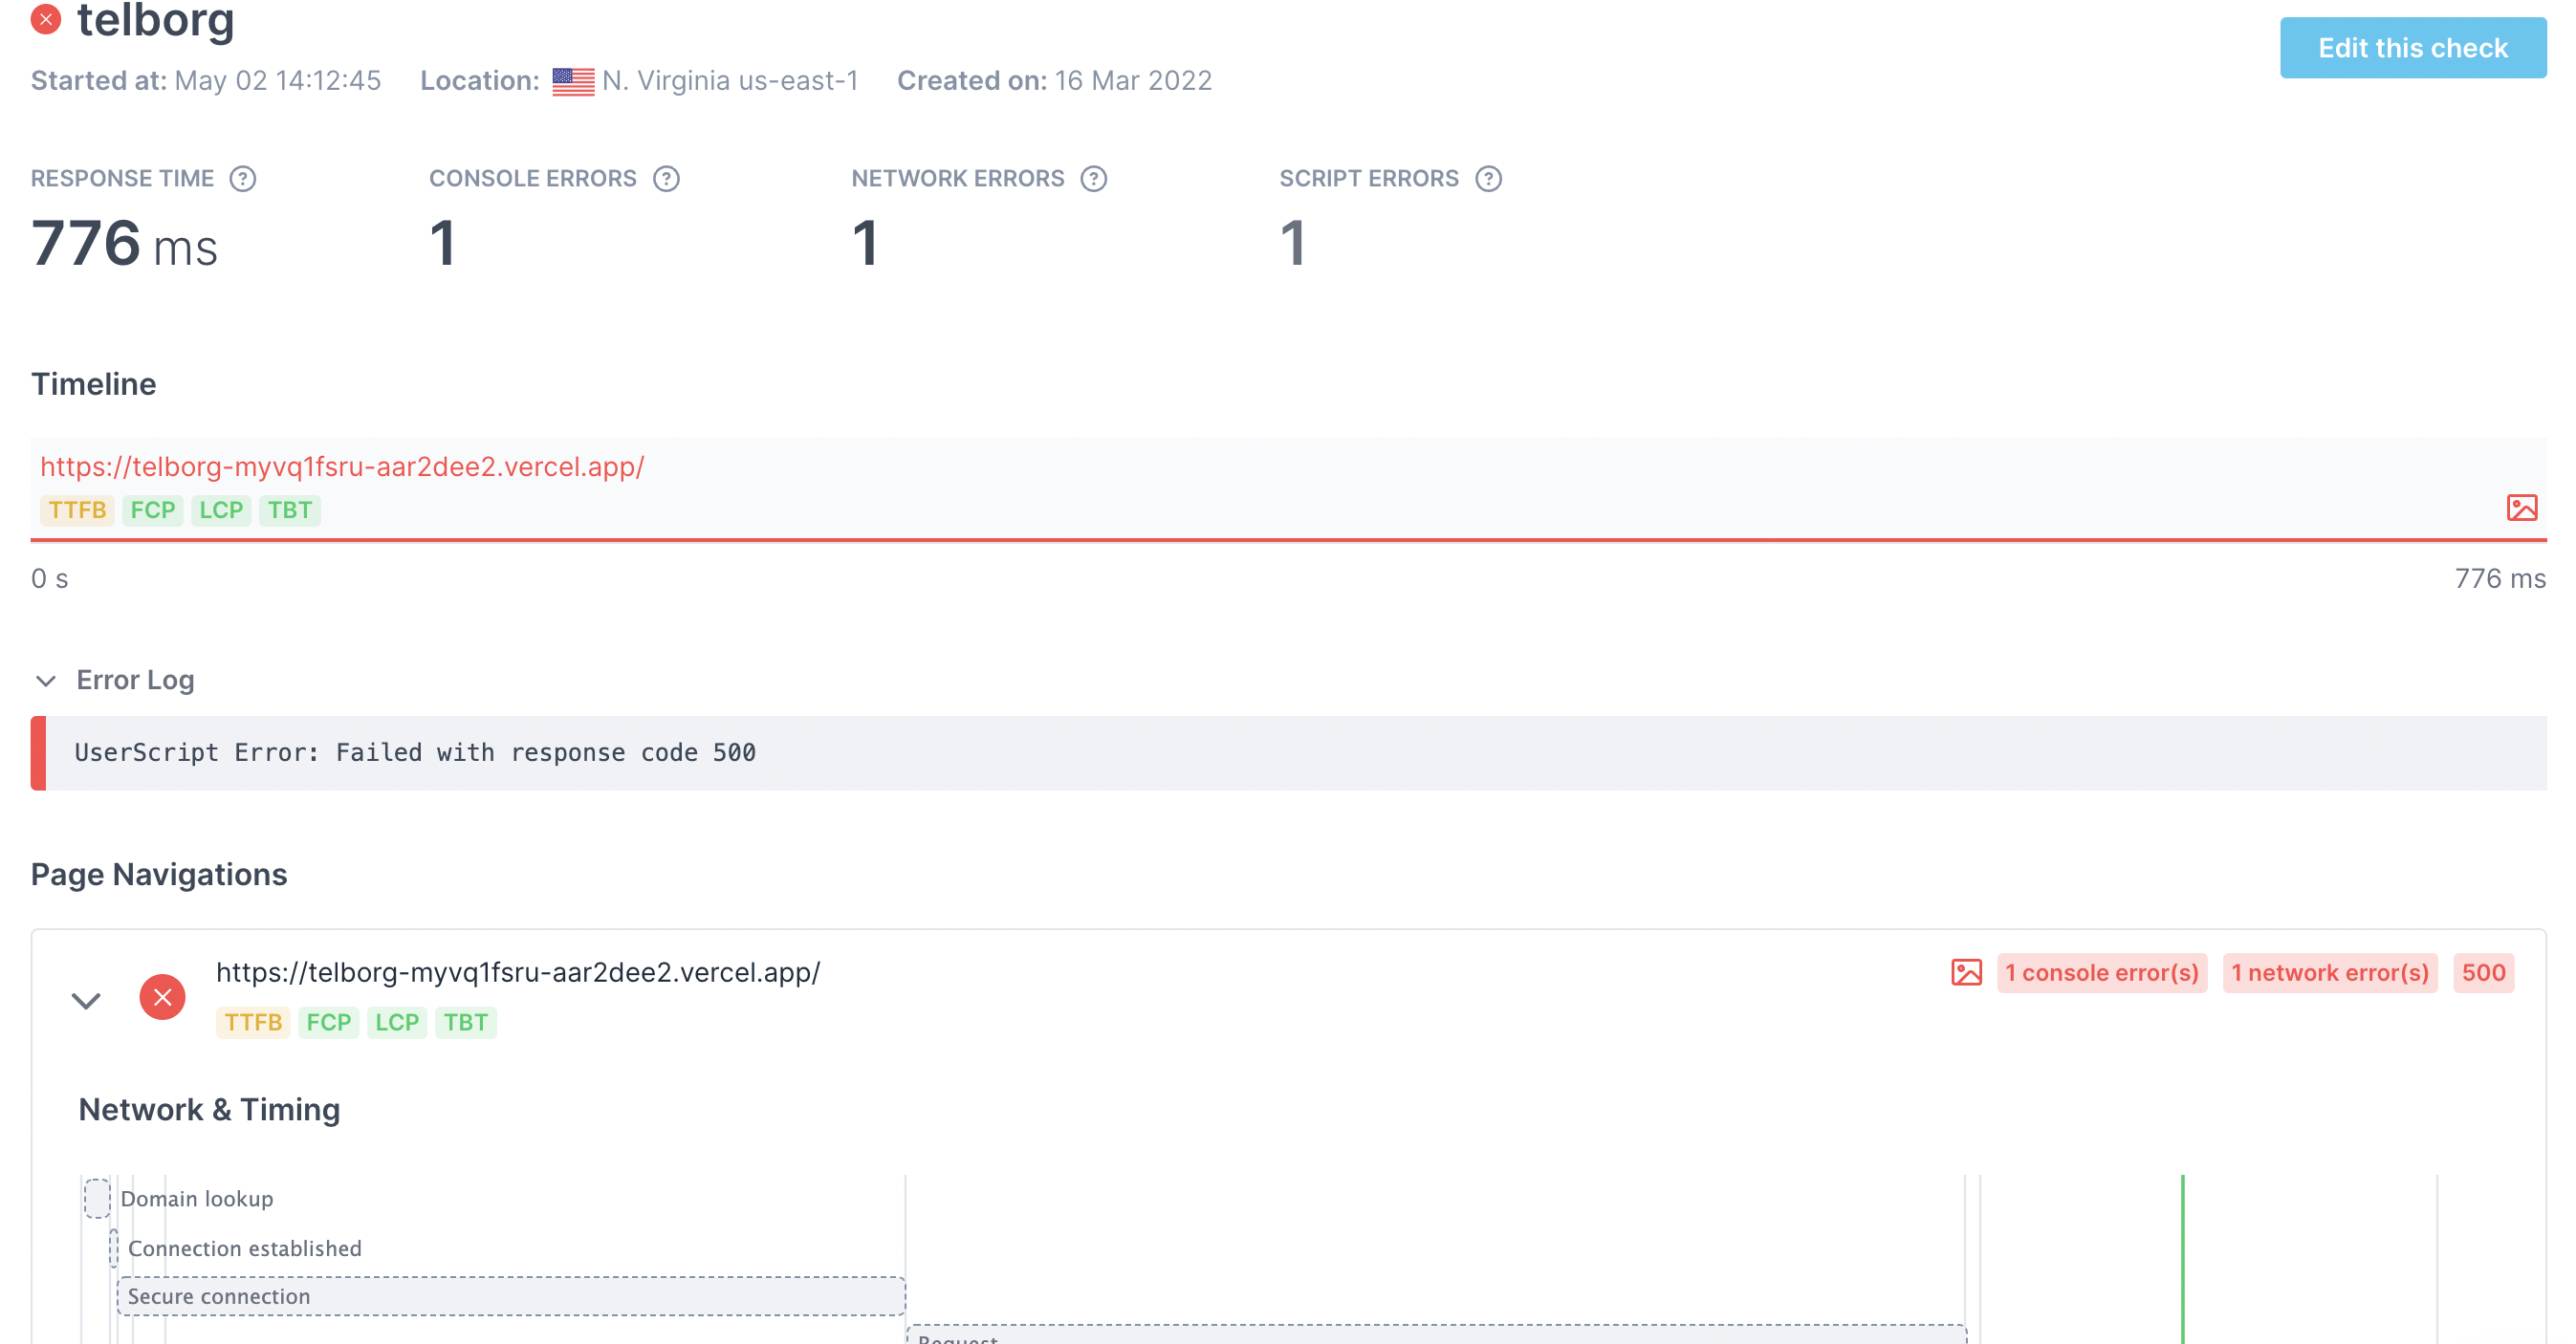 telborg
Edit this check
Started at: May 02 14:12:45 Location: N. Virginia us-east-1 Created on: 16 Mar 2022
RESPONSE TIME ? CONSOLE ERRORS ? NETWORK ERRORS ? SCRIPT ERRORS ?
776 ms 1 1 1
Timeline
https://telborg-myvq1fsru-aar2dee2.vercel.app/
TTFB FCP LCP TBT
0 s 776 ms
Error Log
UserScript Error: Failed with response code 500
Page Navigations
https://telborg-myvq1fsru-aar2dee2.vercel.app/ 1 console error(s) 1 network error(s) 500
TTFB FCP LCP TBT
Network & Timing
Domain lookup
Connection established
Secure connection
Request